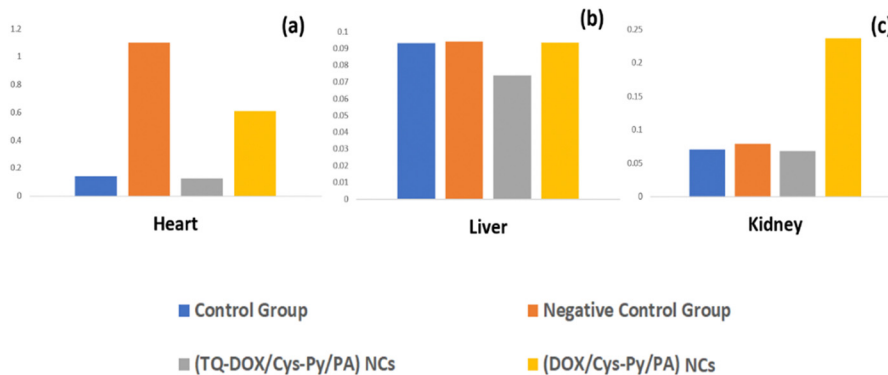 (a)
1.2
1
0.8
0.6
0.4
0.2
0
Heart
(b)
0.1
0.09
0.08
0.07
0.06
0.05
0.04
0.03
0.02
0.01
0
Liver
(c)
0.25
0.2
0.15
0.1
0.05
0
Kidney
Control Group
Negative Control Group
(TQ-DOX/Cys-Py/PA) NCs
(DOX/Cys-Py/PA) NCs